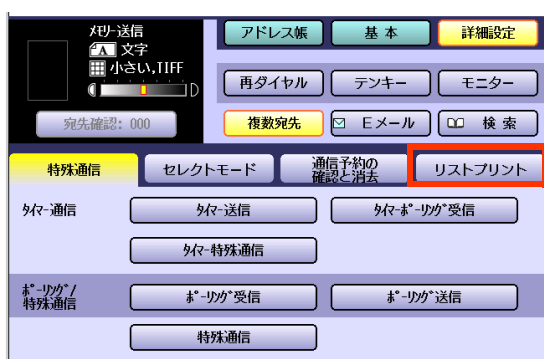 ﾒﾓﾘｰ送信
A 文字
小さい,TIFF
D
宛先確認: 000
アドレス帳
基 本
詳細設定
再ダイヤル
テンキー
モニター
複数宛先
Eメール
検 索
特殊通信
セレクトモード
通信予約の
確認と消去
リストプリント
ﾀｲﾏｰ通信
ﾀｲﾏｰ送信
ﾀｲﾏｰﾎﾟｰﾘﾝｸﾞ受信
ﾀｲﾏｰ特殊通信
ﾎﾟｰﾘﾝｸﾞ/
特殊通信
ﾎﾟｰﾘﾝｸﾞ受信
ﾎﾟｰﾘﾝｸﾞ送信
特殊通信